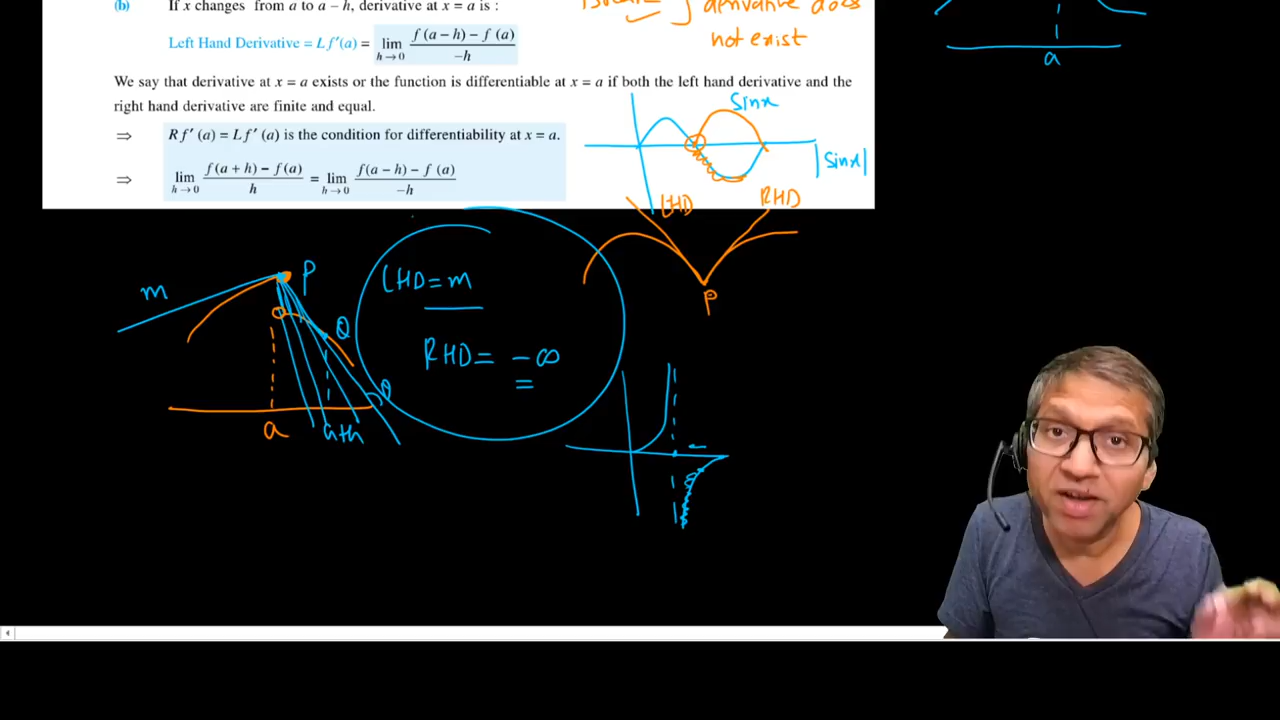 (b) If x changes from a to a – h, derivative at x = a is :
Left Hand Derivative = L f′(a) = lim h→0 f (a – h) – f (a) / –h
We say that derivative at x = a exists or the function is differentiable at x = a if both the left hand derivative and the
right hand derivative are finite and equal.
⇒ R f′ (a) = L f′ (a) is the condition for differentiability at x = a.
⇒ lim h→0 f (a + h) – f(a) / h = lim h→0 f (a – h) – f (a) / –h
derivative does
not exist
a
Sinx
|Sinx|
LHD RHD
P
m
P
Q
Q
a
a+h
LHD = m
RHD = – ∞